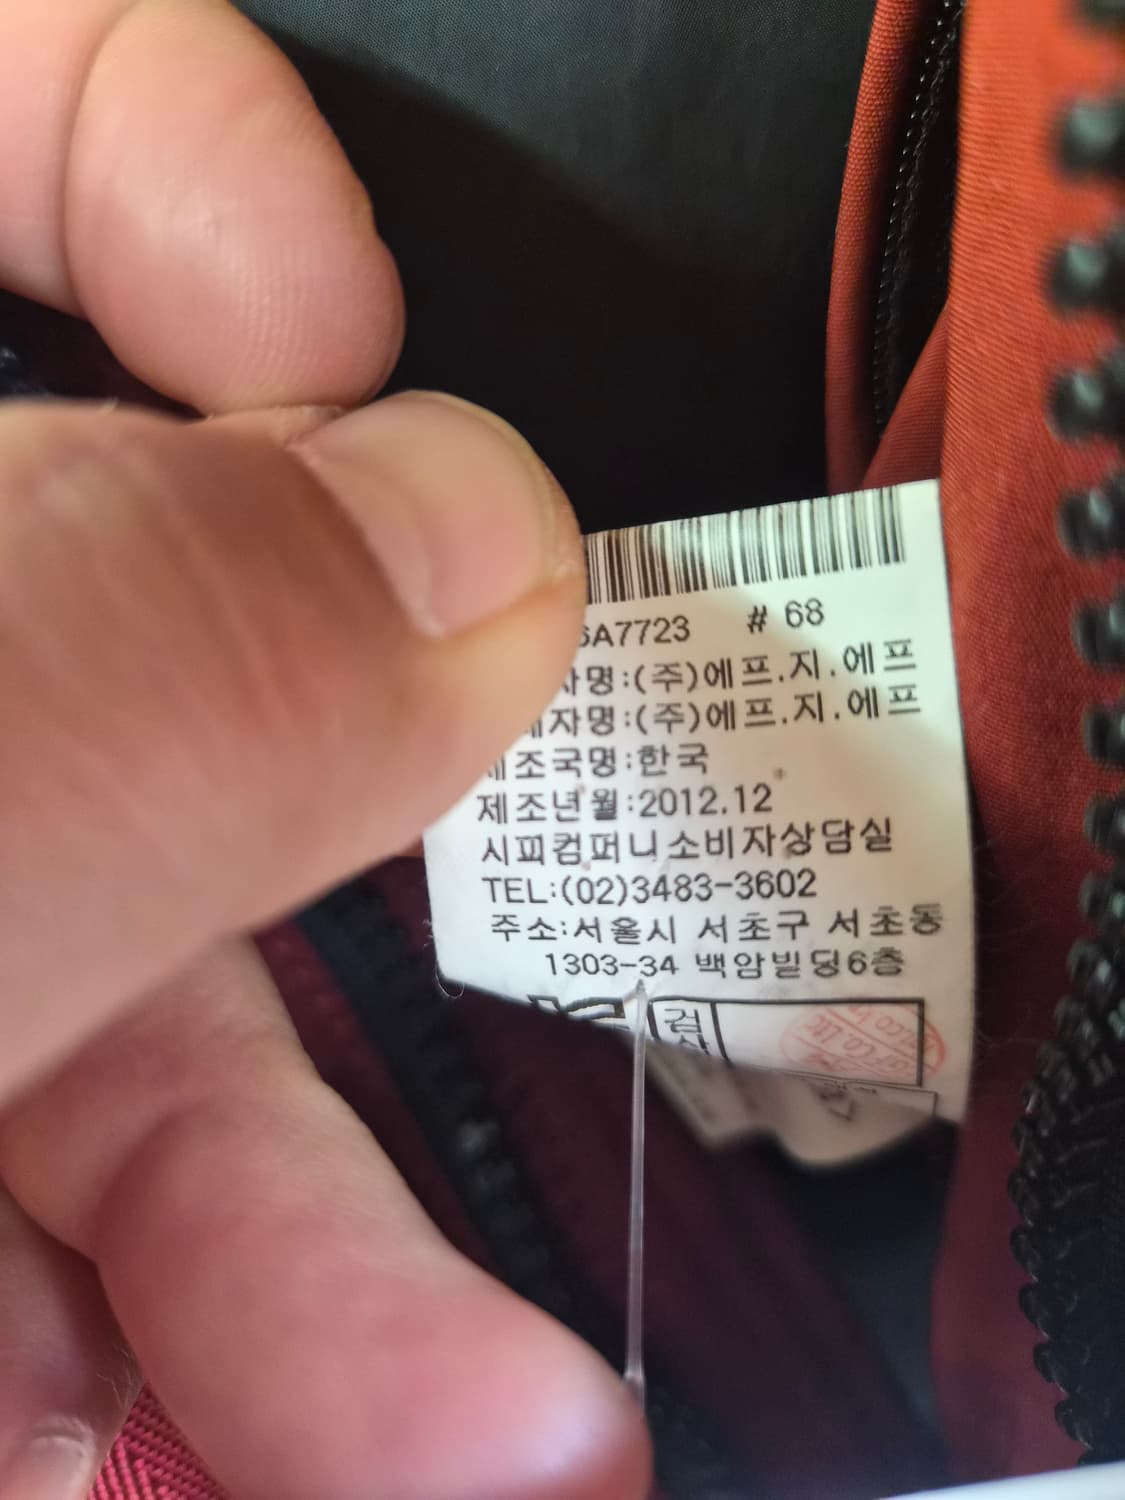 6A7723 # 68
자명:(주)에프.지.에프
매자명:(주)에프.지.에프
제조국명:한국
제조년월:2012.12
시피컴퍼니소비자상담실
TEL:(02)3483-3602
주소:서울시 서초구 서초동
1303-34 백암빌딩6층
검